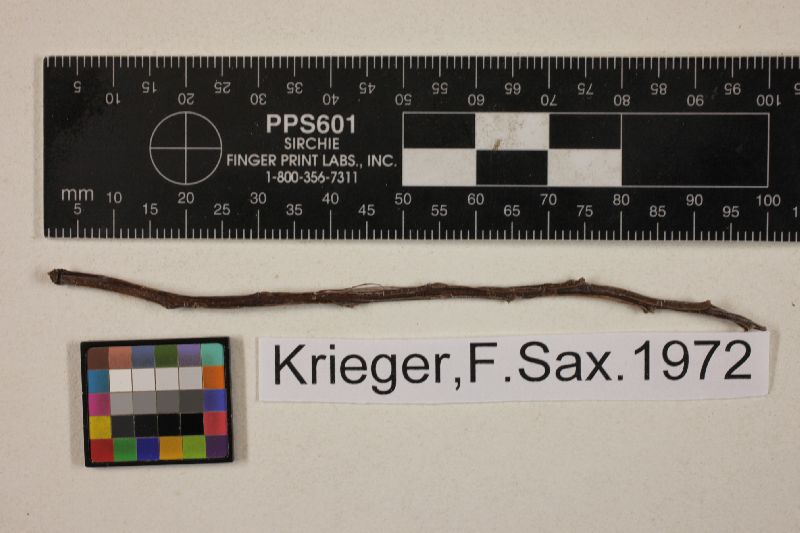 5 10 15 20 25 30 35 40 45 50 55 60 65 70 75 80 85 90 95 100
PPS601
SIRCHIE
FINGER PRINT LABS., INC.
1-800-356-7311
mm 5 10 15 20 25 30 35 40 45 50 55 60 65 70 75 80 85 90 95 100
Krieger,F.Sax.1972